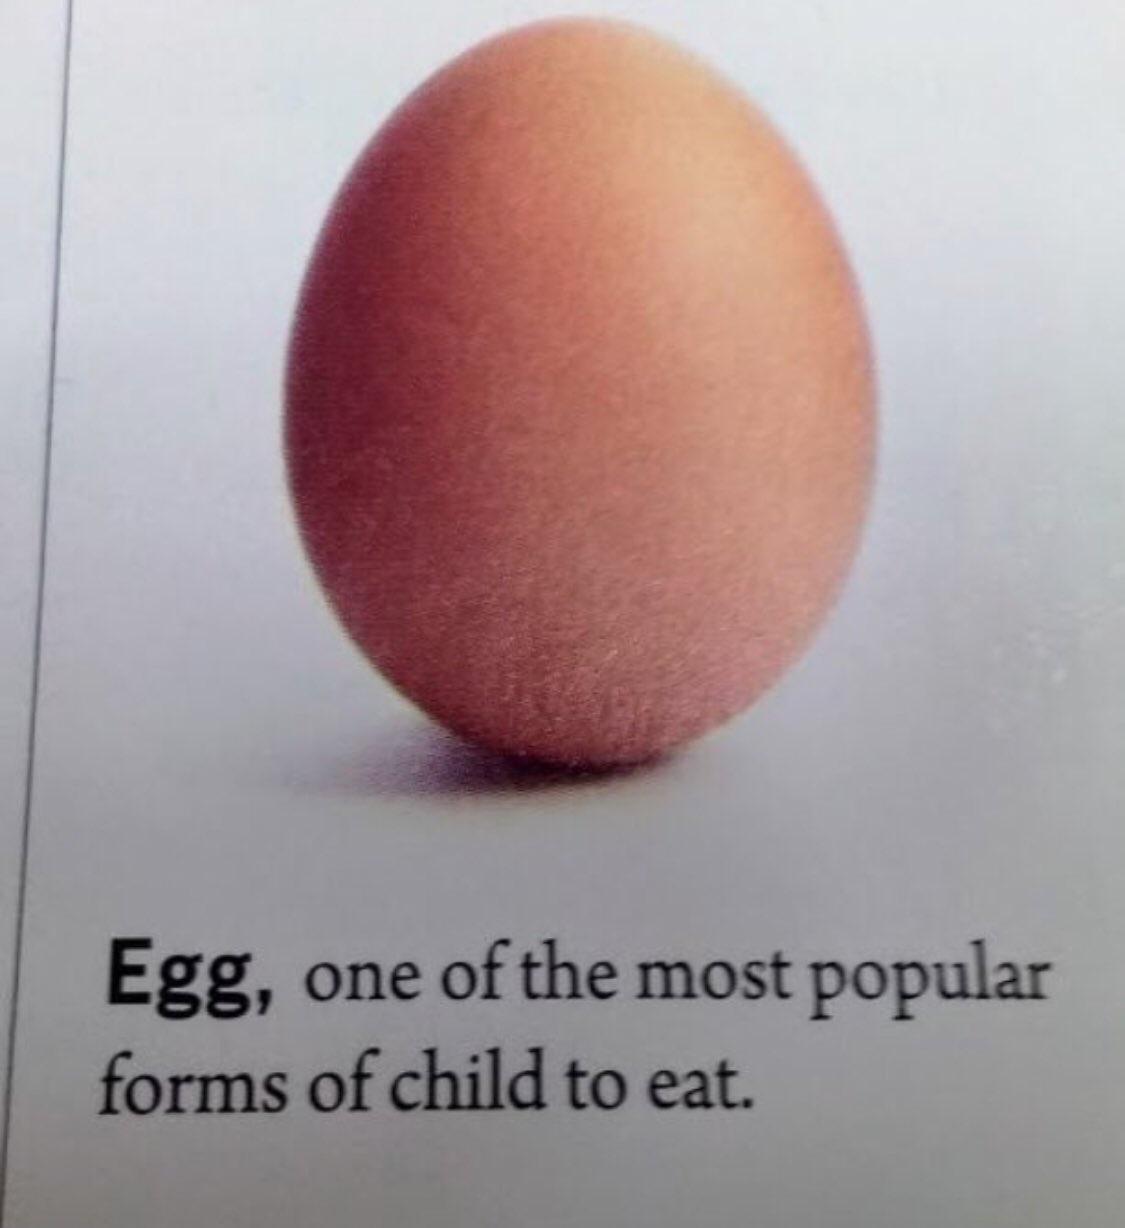 Egg, one of the most popular
forms of child to eat.